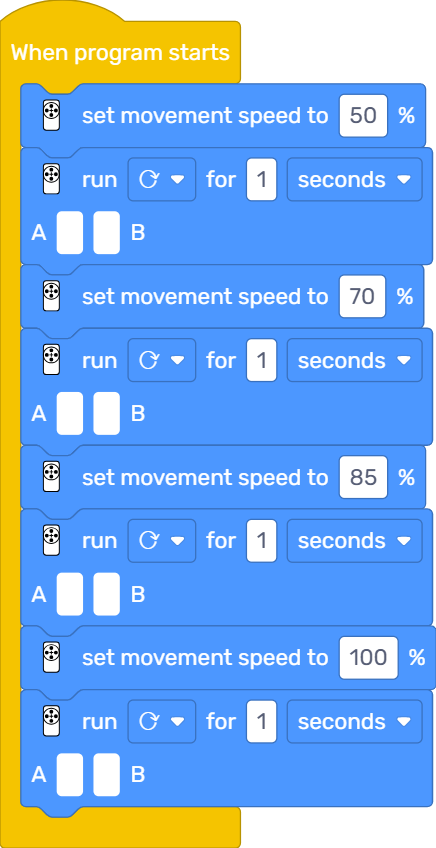 When program starts
set movement speed to 50 %
run for 1 seconds
A B
set movement speed to 70 %
run for 1 seconds
A B
set movement speed to 85 %
run for 1 seconds
A B
set movement speed to 100 %
run for 1 seconds
A B